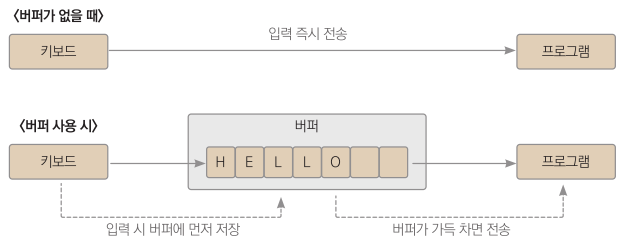 〈버퍼가 없을 때〉
키보드
입력 즉시 전송
프로그램
〈버퍼 사용 시〉
버퍼
키보드
H E L L O
프로그램
입력 시 버퍼에 먼저 저장
버퍼가 가득 차면 전송